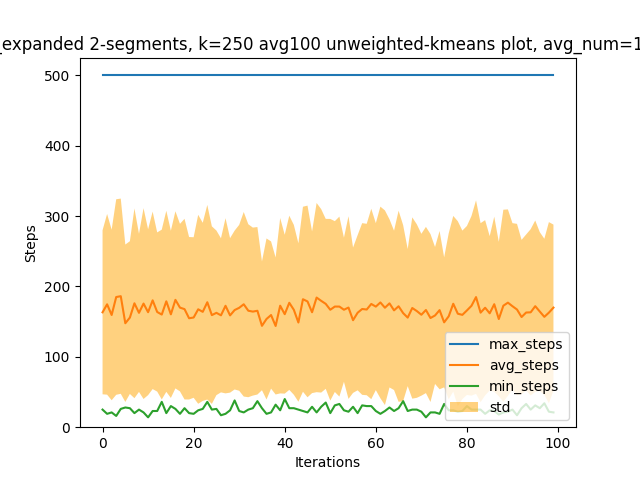 _expanded 2-segments, k=250 avg100 unweighted-kmeans plot, avg_num=1
500
400
300
200
100
0
Steps
0 20 40 60 80 100
Iterations
max_steps
avg_steps
min_steps
std